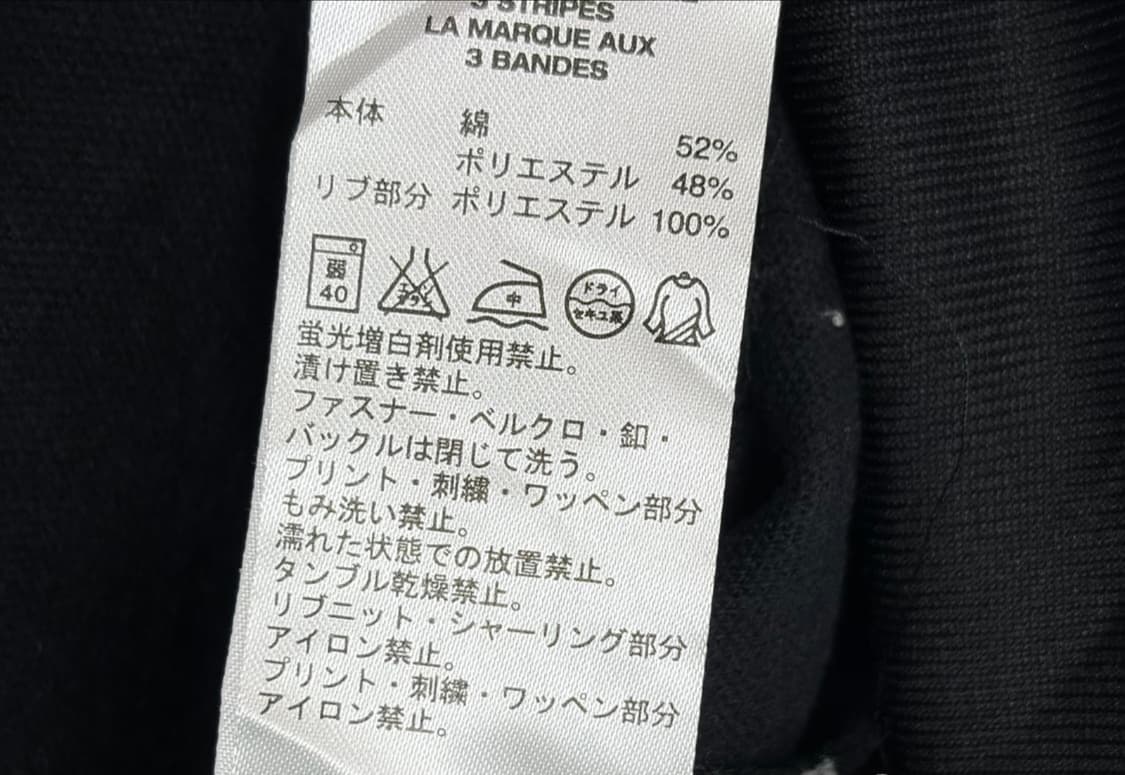 3 STRIPES
LA MARQUE AUX
3 BANDES
本体 綿 52%
ポリエステル 48%
リブ部分 ポリエステル 100%
弱
40
中
ドライ
セキユ系
蛍光増白剤使用禁止。
漬け置き禁止。
ファスナー・ベルクロ・釦・
バックルは閉じて洗う。
プリント・刺繍・ワッペン部分
もみ洗い禁止。
濡れた状態での放置禁止。
タンブル乾燥禁止。
リブニット・シャーリング部分
アイロン禁止。
プリント・刺繍・ワッペン部分
アイロン禁止。